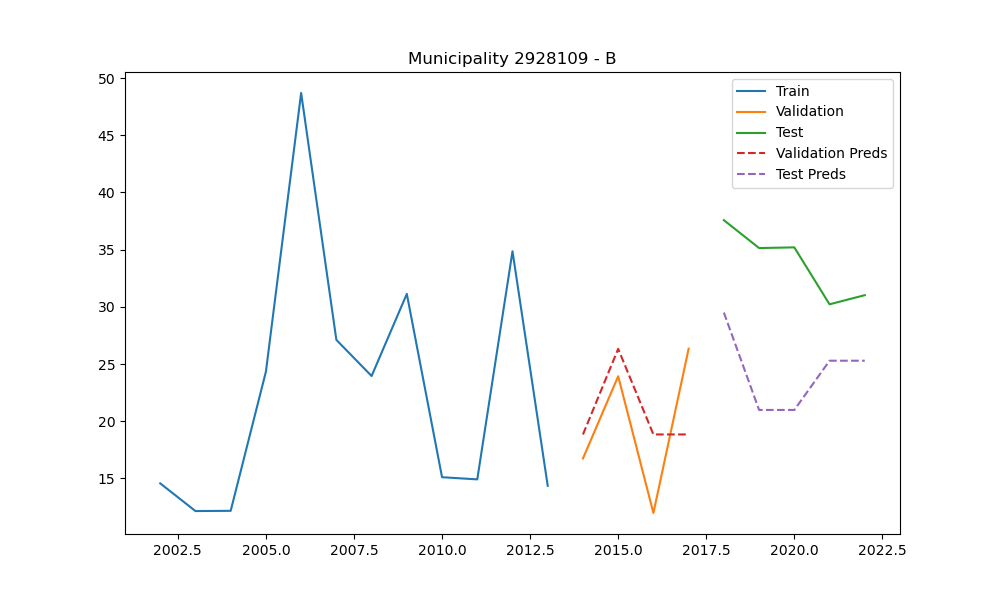 Municipality 2928109 - B
50
45
40
35
30
25
20
15
2002.5 2005.0 2007.5 2010.0 2012.5 2015.0 2017.5 2020.0 2022.5
Train
Validation
Test
Validation Preds
Test Preds